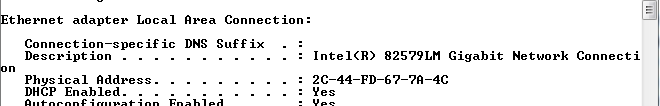 Ethernet adapter Local Area Connection:
Connection-specific DNS Suffix . :
Description . . . . . . . . . . . : Intel(R) 82579LM Gigabit Network Connecti
on
Physical Address. . . . . . . . . : 2C-44-FD-67-7A-4C
DHCP Enabled. . . . . . . . . . . : Yes
Autoconfiguration Enabled . . . . : Yes